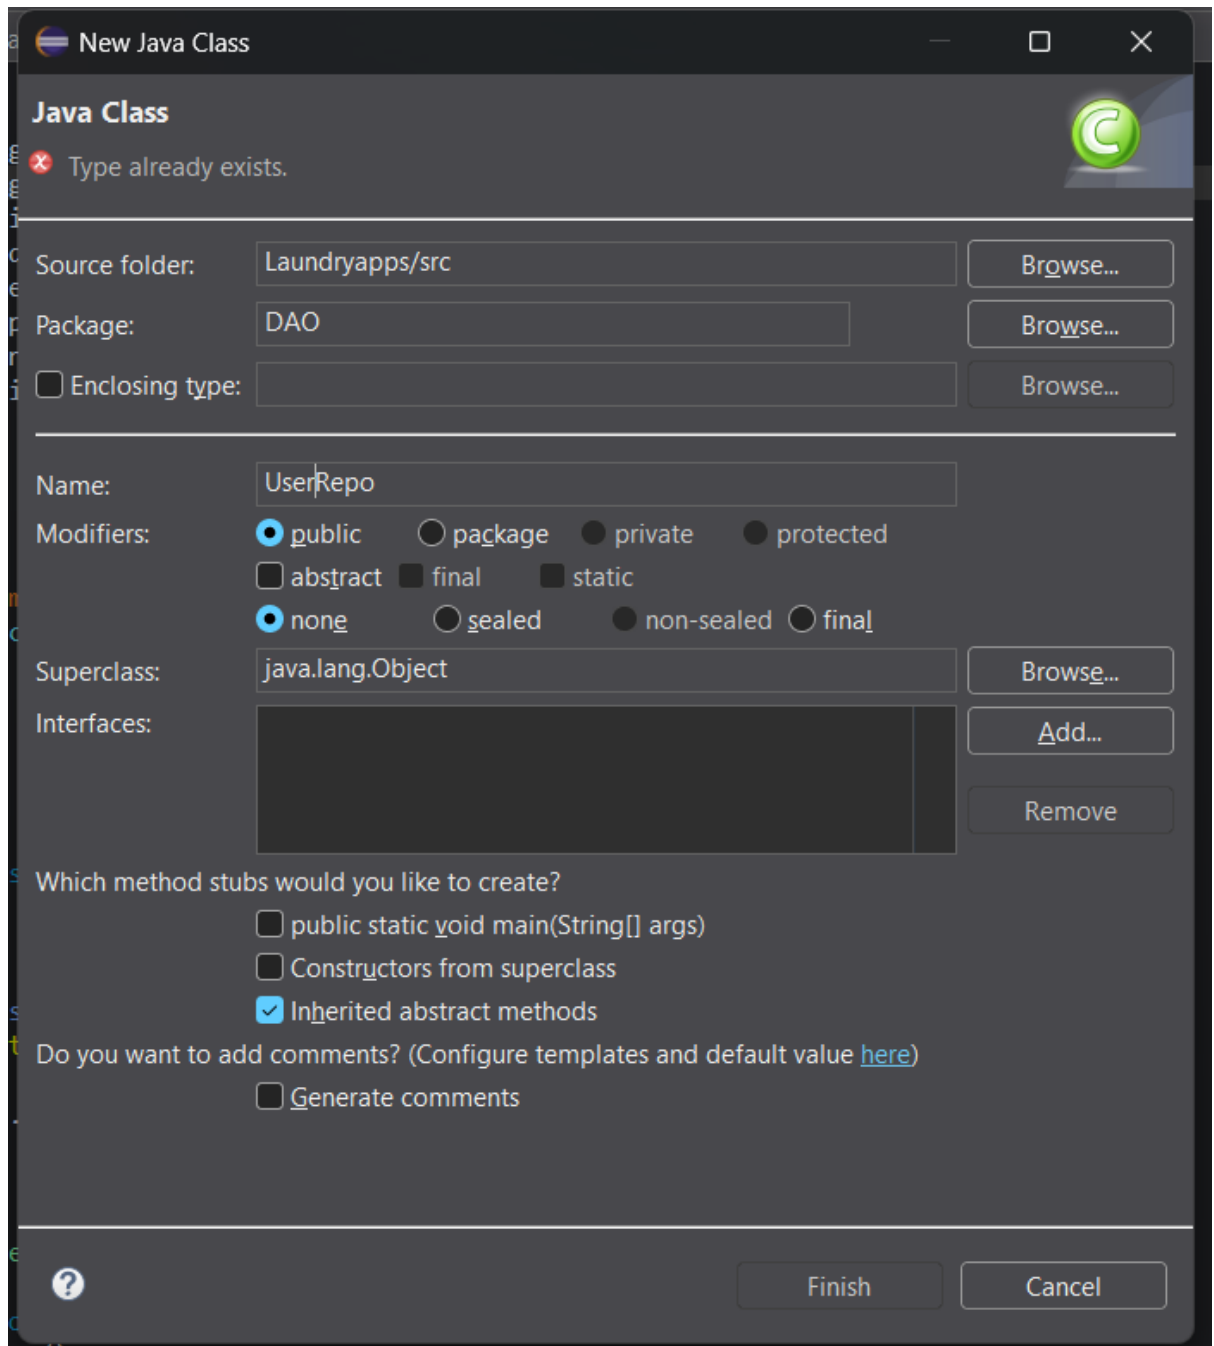 New Java Class
Java Class
Type already exists.
Source folder: Laundryapps/src Browse...
Package: DAO Browse...
Enclosing type: Browse...
Name: UserRepo
Modifiers: public package private protected
abstract final static
none sealed non-sealed final
Superclass: java.lang.Object Browse...
Interfaces: Add...
Remove
Which method stubs would you like to create?
public static void main(String[] args)
Constructors from superclass
Inherited abstract methods
Do you want to add comments? (Configure templates and default value here)
Generate comments
Finish Cancel